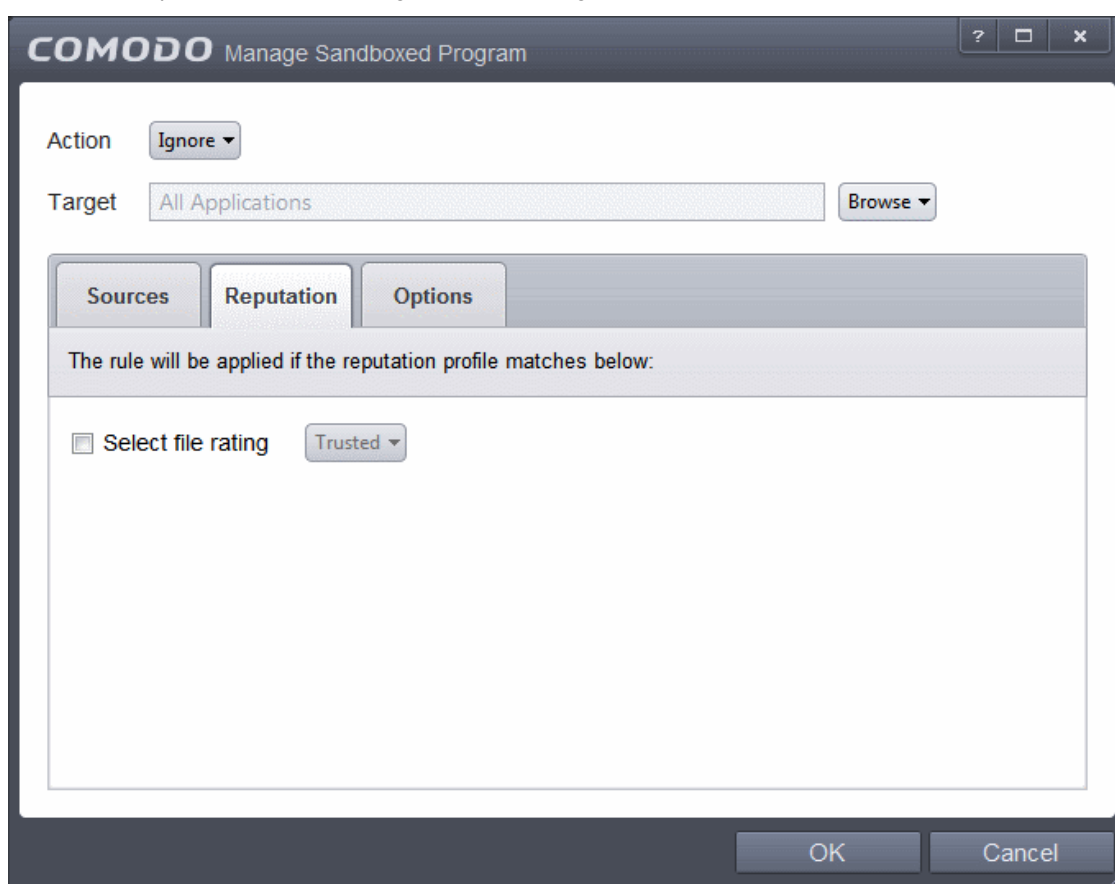 COMODO Manage Sandboxed Program ?
Action Ignore
Target All Applications Browse
Sources Reputation Options
The rule will be applied if the reputation profile matches below:
Select file rating Trusted
OK Cancel